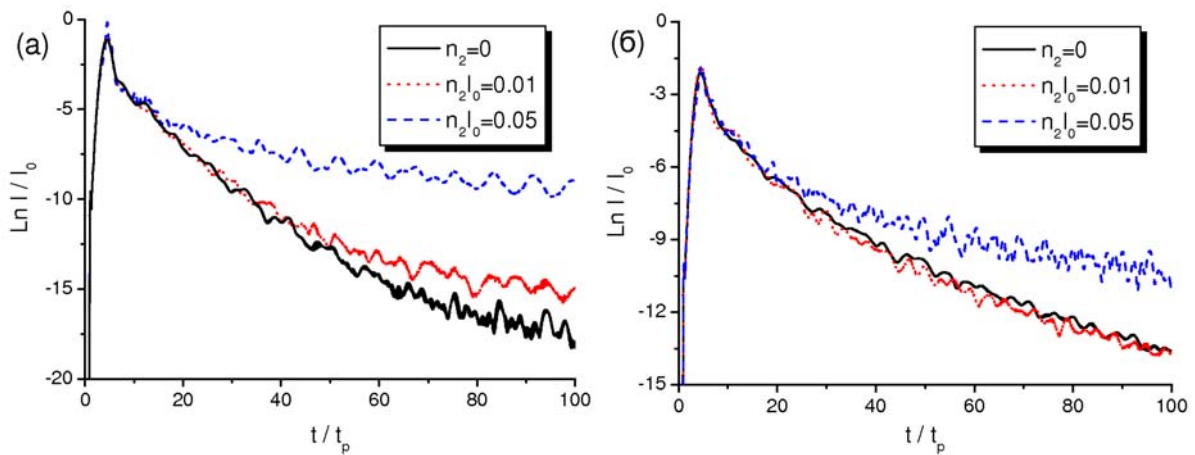 (а)
n₂=0
n₂I₀=0.01
n₂I₀=0.05
Ln I / I₀
0
-5
-10
-15
-20
0 20 40 60 80 100
t / tₚ
(б)
n₂=0
n₂I₀=0.01
n₂I₀=0.05
Ln I / I₀
0
-3
-6
-9
-12
-15
0 20 40 60 80 100
t / tₚ